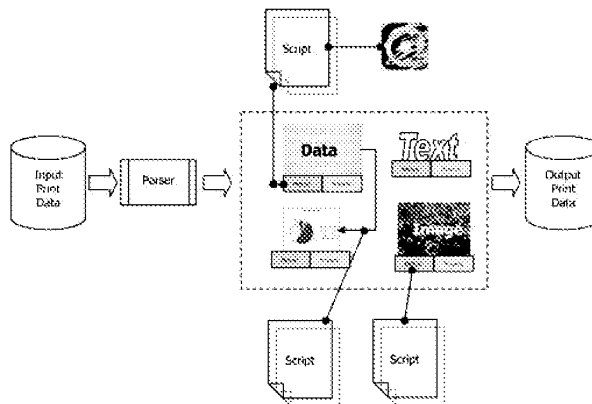 Script
Input
Print
Data
Parser
Data
Text
Image
Output
Print
Data
Script
Script